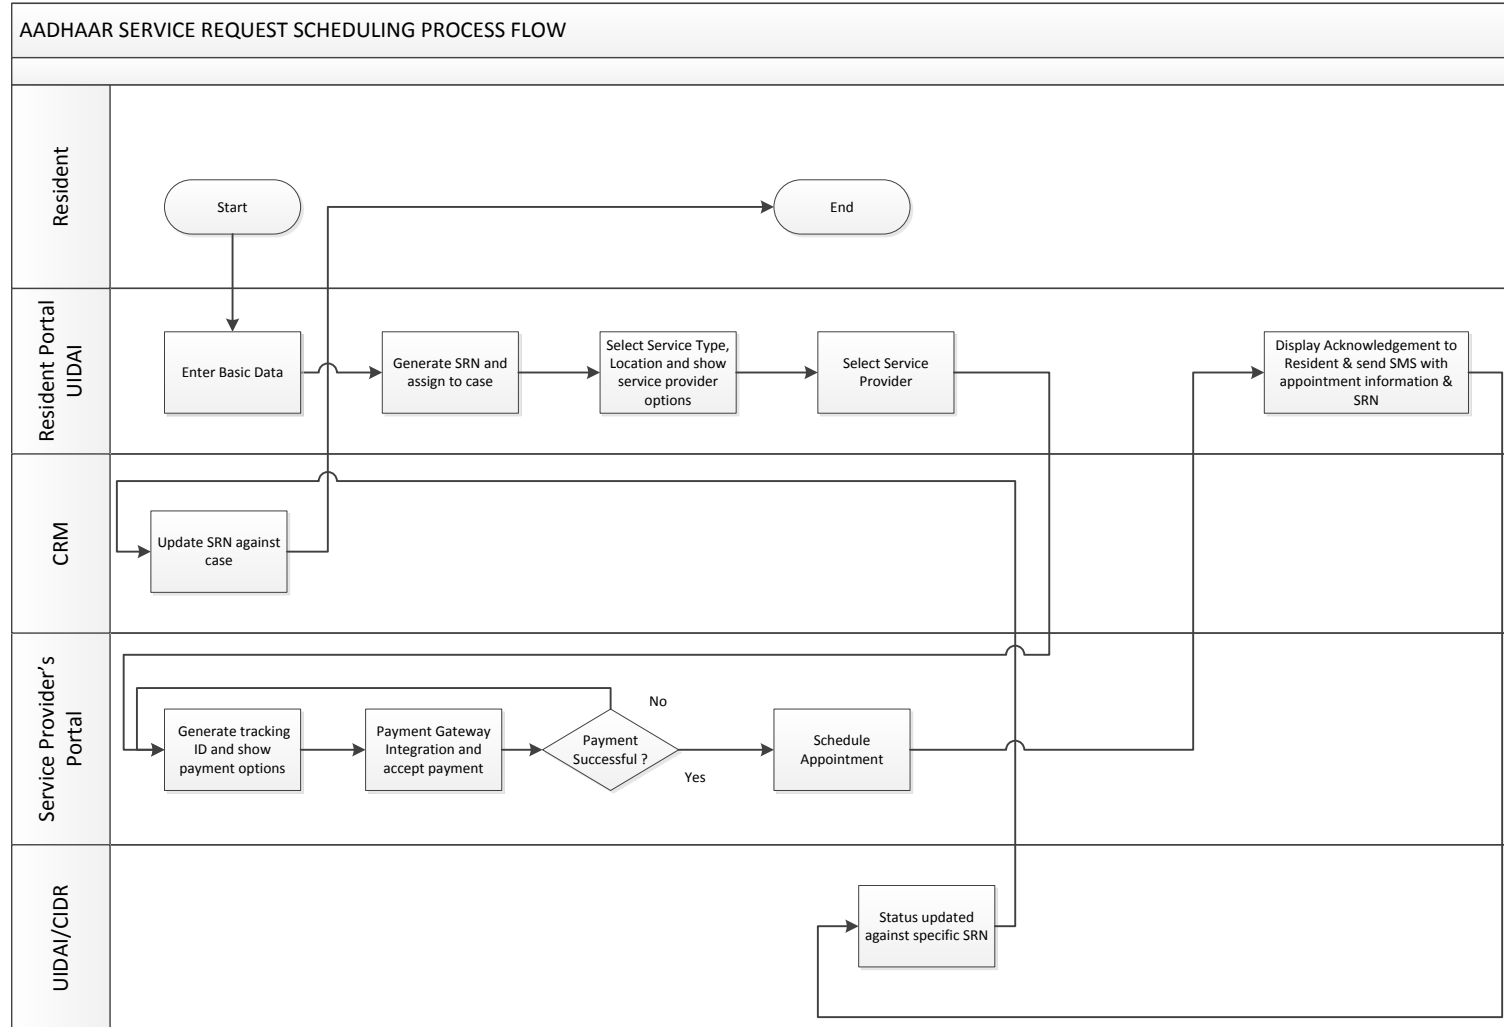 AADHAAR SERVICE REQUEST SCHEDULING PROCESS FLOW
Resident
Start
End
Resident Portal
UIDAI
Enter Basic Data
Generate SRN and
assign to case
Select Service Type,
Location and show
service provider
options
Select Service
Provider
Display Acknowledgement to
Resident & send SMS with
appointment information &
SRN
CRM
Update SRN against
case
Service Provider’s
Portal
Generate tracking
ID and show
payment options
Payment Gateway
Integration and
accept payment
Payment
Successful ?
No
Yes
Schedule
Appointment
UIDAI/CIDR
Status updated
against specific SRN